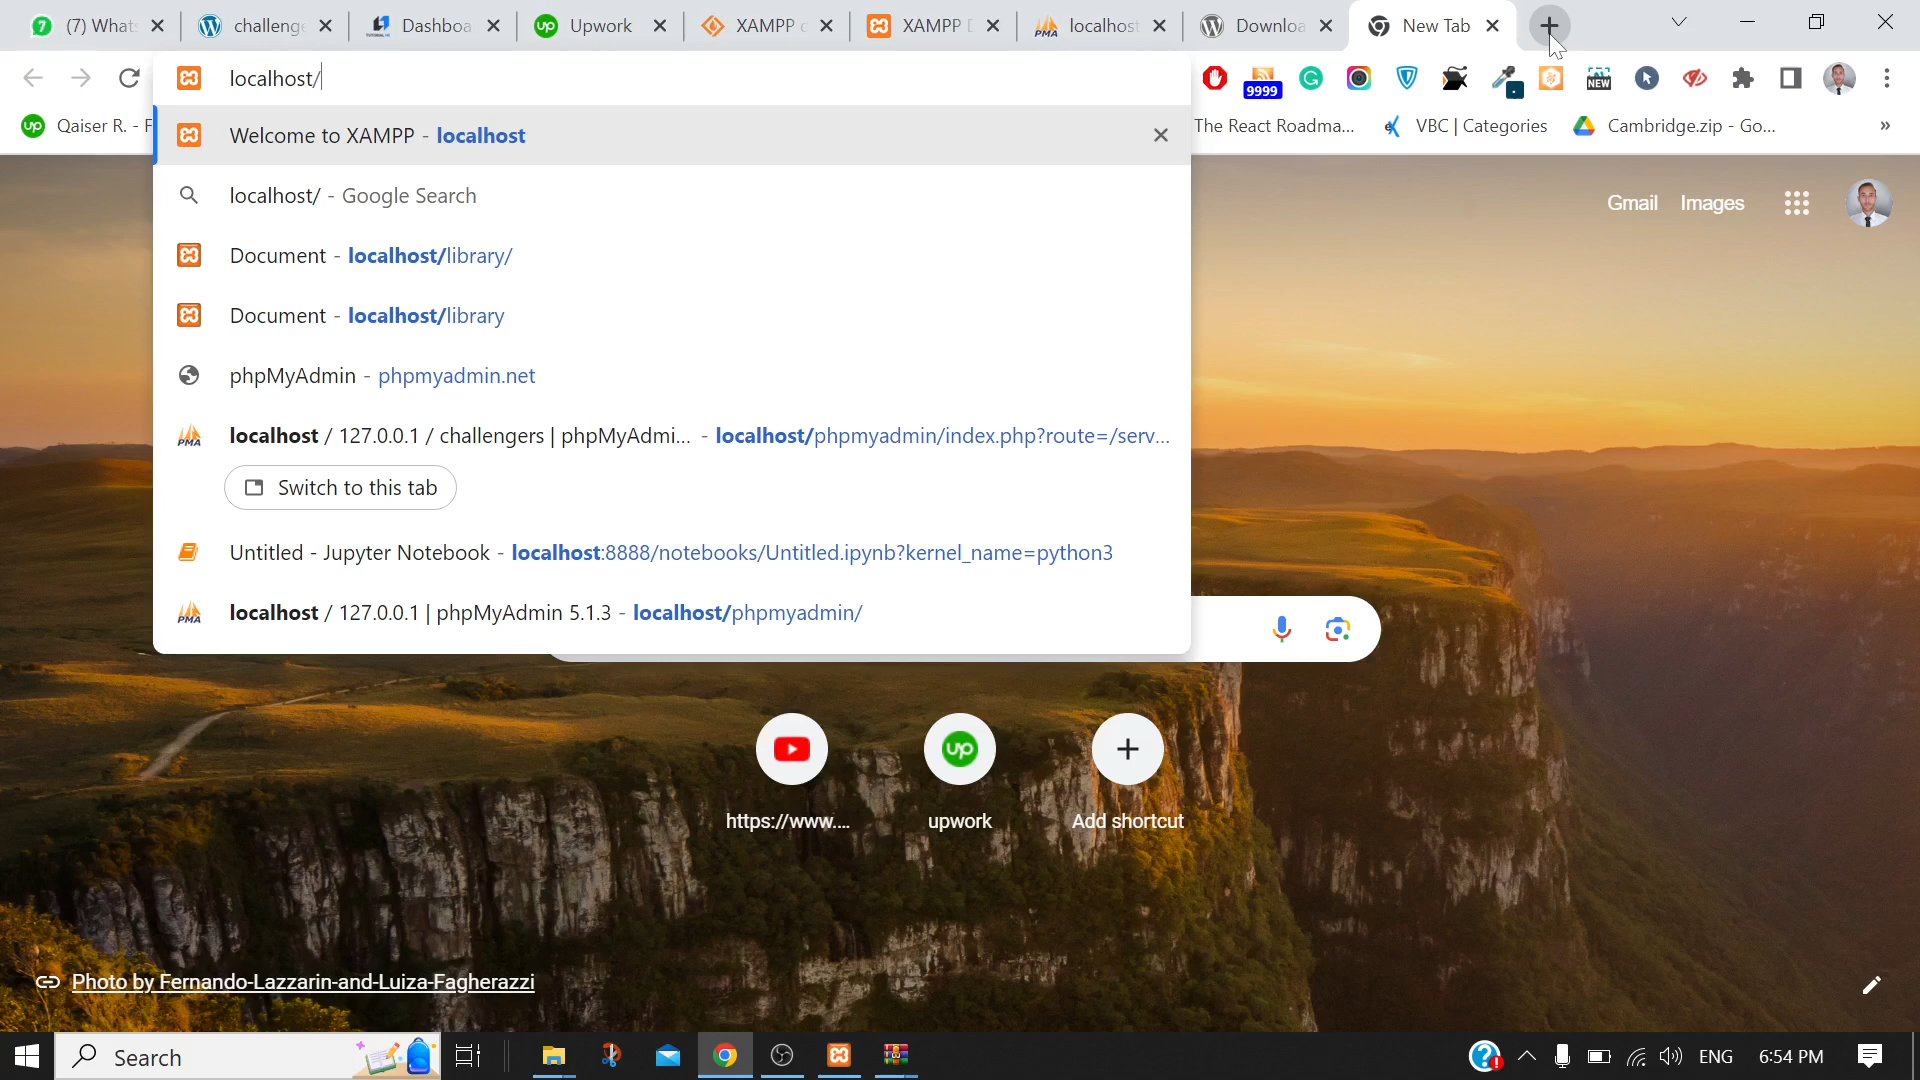 (7) What
challenge
Dashboa
Upwork
XAMPP c
XAMPP D
localhost
Downloa
New Tab
localhost/
9999
NEW
Qaiser R. - F
The React Roadma...
VBC | Categories
Cambridge.zip - Go...
»
Welcome to XAMPP - localhost
localhost/ - Google Search
Gmail
Images
Document - localhost/library/
Document - localhost/library
phpMyAdmin - phpmyadmin.net
localhost / 127.0.0.1 / challengers | phpMyAdmi... - localhost/phpmyadmin/index.php?route=/serv...
Switch to this tab
Untitled - Jupyter Notebook - localhost:8888/notebooks/Untitled.ipynb?kernel_name=python3
localhost / 127.0.0.1 | phpMyAdmin 5.1.3 - localhost/phpmyadmin/
https://www....
upwork
Add shortcut
Photo by Fernando-Lazzarin-and-Luiza-Fagherazzi
Search
ENG
6:54 PM